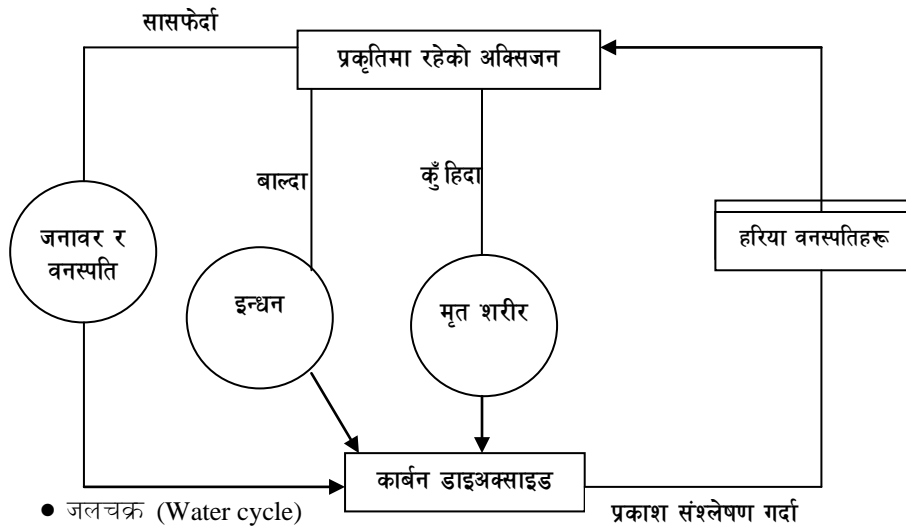 सासफेर्दा
प्रकृतिमा रहेको अक्सिजन
बाल्दा
कुँहिदा
जनावर र
वनस्पति
हरिया वनस्पतिहरू
इन्धन
मृत शरीर
कार्बन डाइअक्साइड
प्रकाश संश्लेषण गर्दा
● जलचक्र (Water cycle)